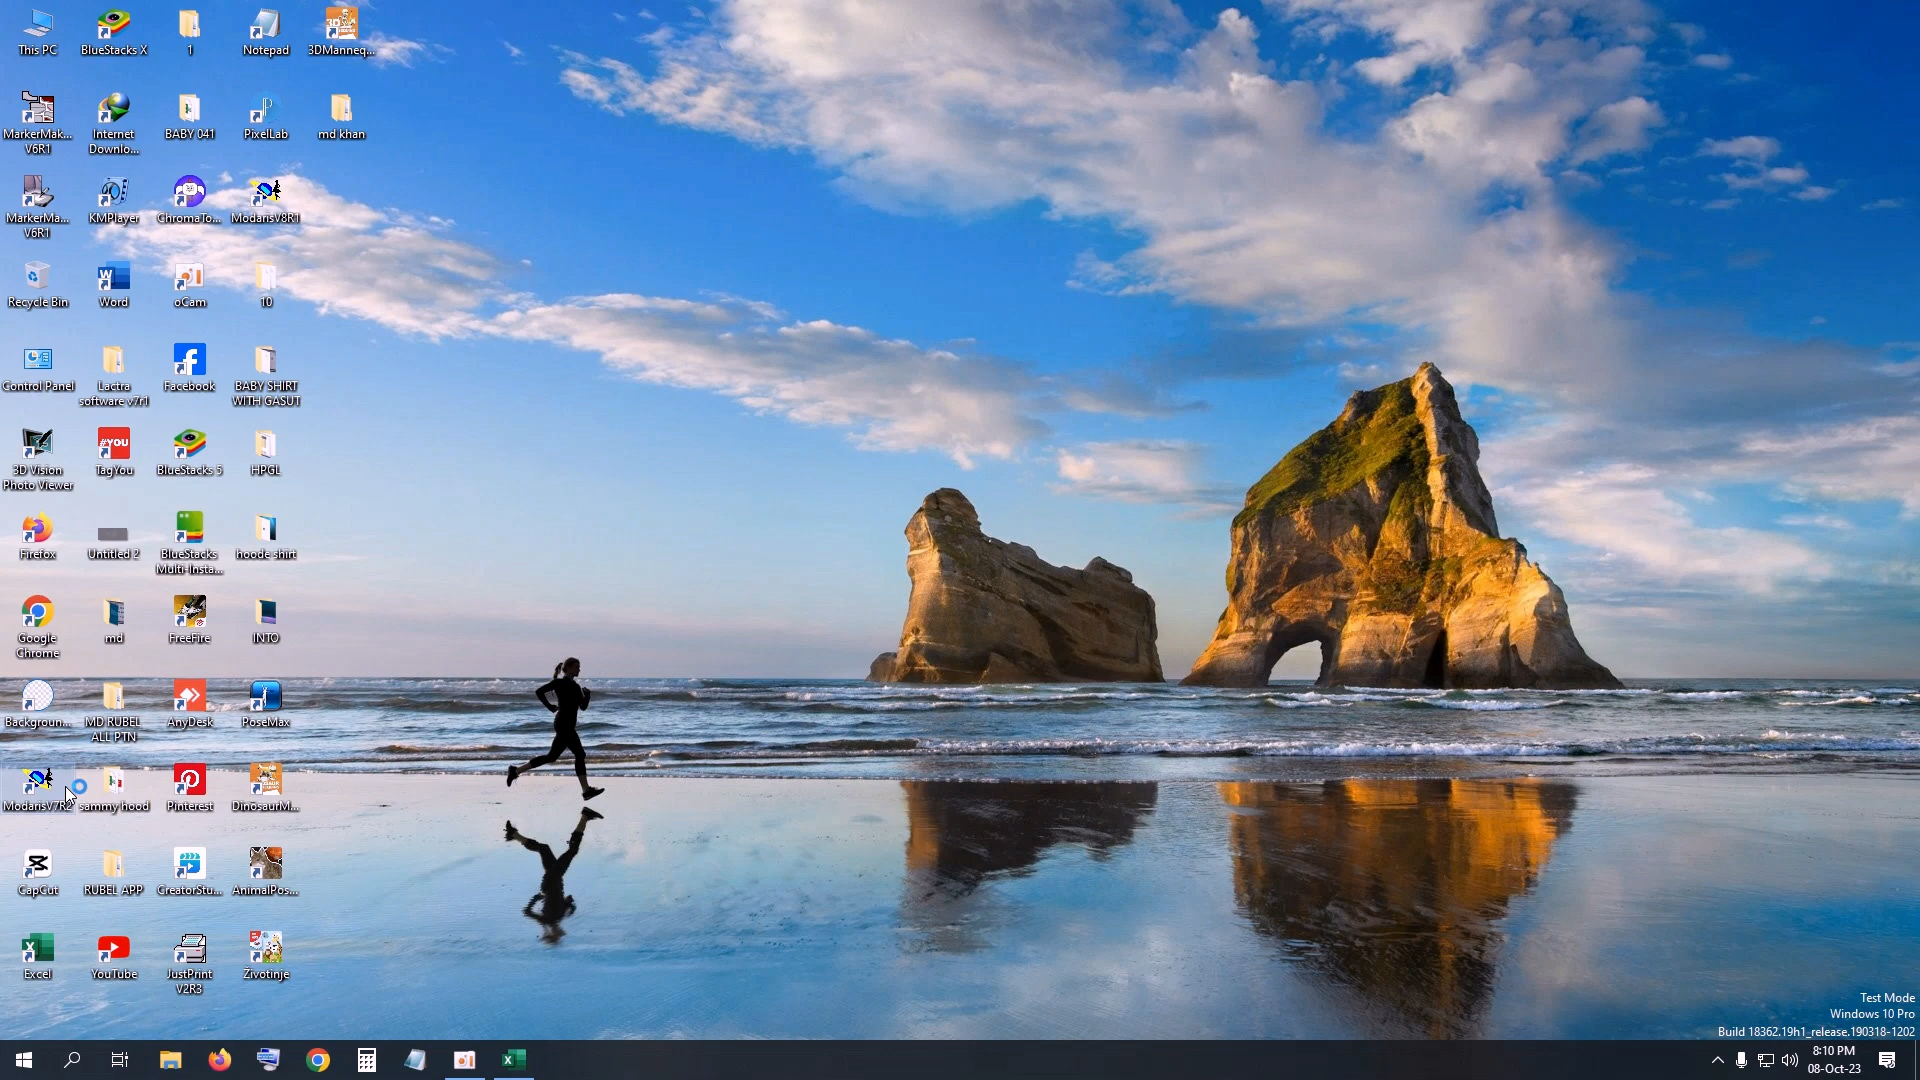 This PC
BlueStacks X
1
Notepad
3DManneq...
MarkerMak...
V6R1
Internet
Downlo...
BABY 041
PixelLab
md khan
MarkerMa...
V6R1
KMPlayer
ChromaTo...
ModarisV8R1
Recycle Bin
Word
oCam
10
Control Panel
Lactra
software v7r1
Facebook
BABY SHIRT
WITH GASUT
3D Vision
Photo Viewer
#YOU
TagYou
BlueStacks 5
HPGL
Firefox
Untitled 2
BlueStacks
Multi-Insta...
hoode shirt
Google
Chrome
md
FreeFire
INTO
Backgroun...
MD RUBEL
ALL PTN
AnyDesk
PoseMax
ModarisV7R2
sammy hood
Pinterest
DinosaurM...
CapCut
RUBEL APP
CreatorStu...
AnimalPos...
Excel
YouTube
JustPrint
V2R3
Životinje
Test Mode
Windows 10 Pro
Build 18362.19h1_release.190318-1202
8:10 PM
08-Oct-23